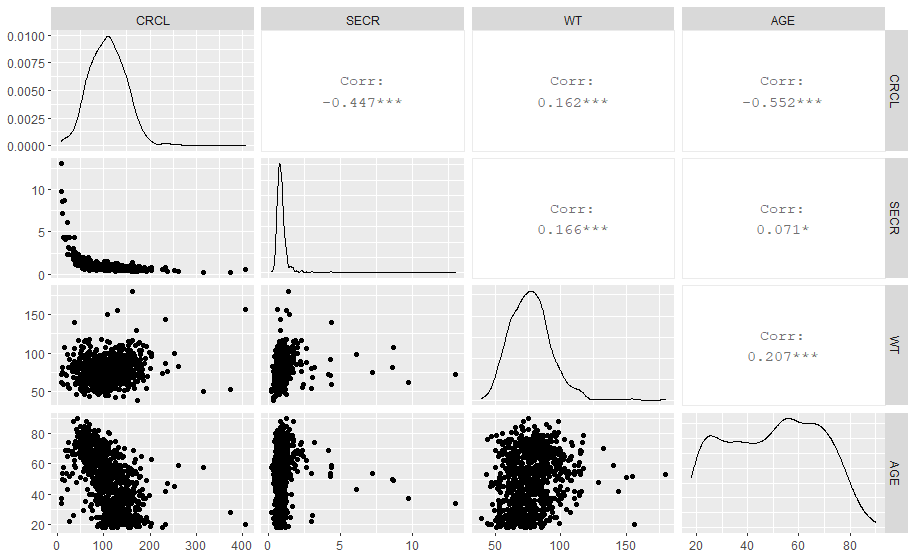 CRCL SECR WT AGE
0.0100
0.0075
0.0050
0.0025
0.0000
Corr:
-0.447***
Corr:
0.162***
Corr:
-0.552***
CRCL
10
5
0
Corr:
0.166***
Corr:
0.071*
SECR
150
100
50
Corr:
0.207***
WT
80
60
40
20
AGE
0 100 200 300 400 0 5 10 50 100 150 20 40 60 80